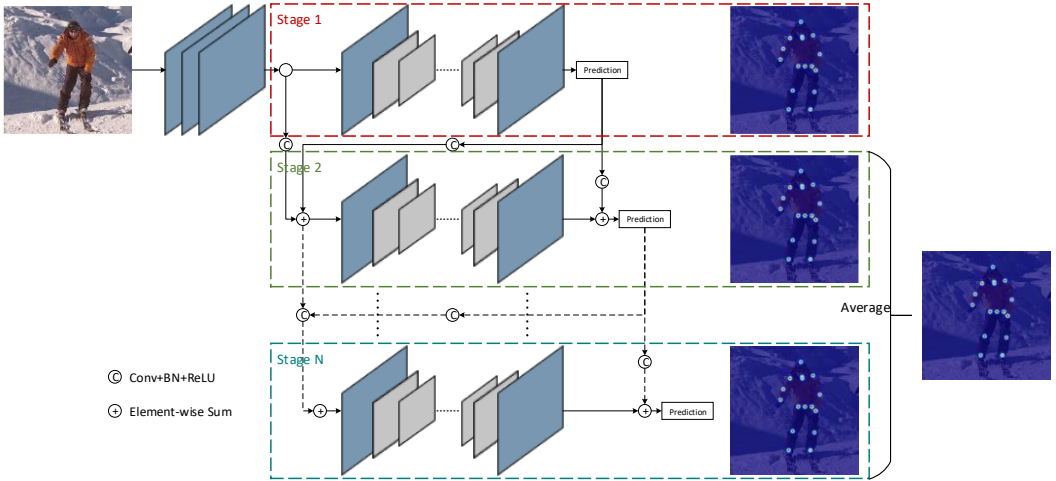 Stage 1
Prediction
C
C
Stage 2
C
+
+
Prediction
Average
C
C
Stage N
C
C Conv+BN+ReLU
+
+
Prediction
+ Element-wise Sum